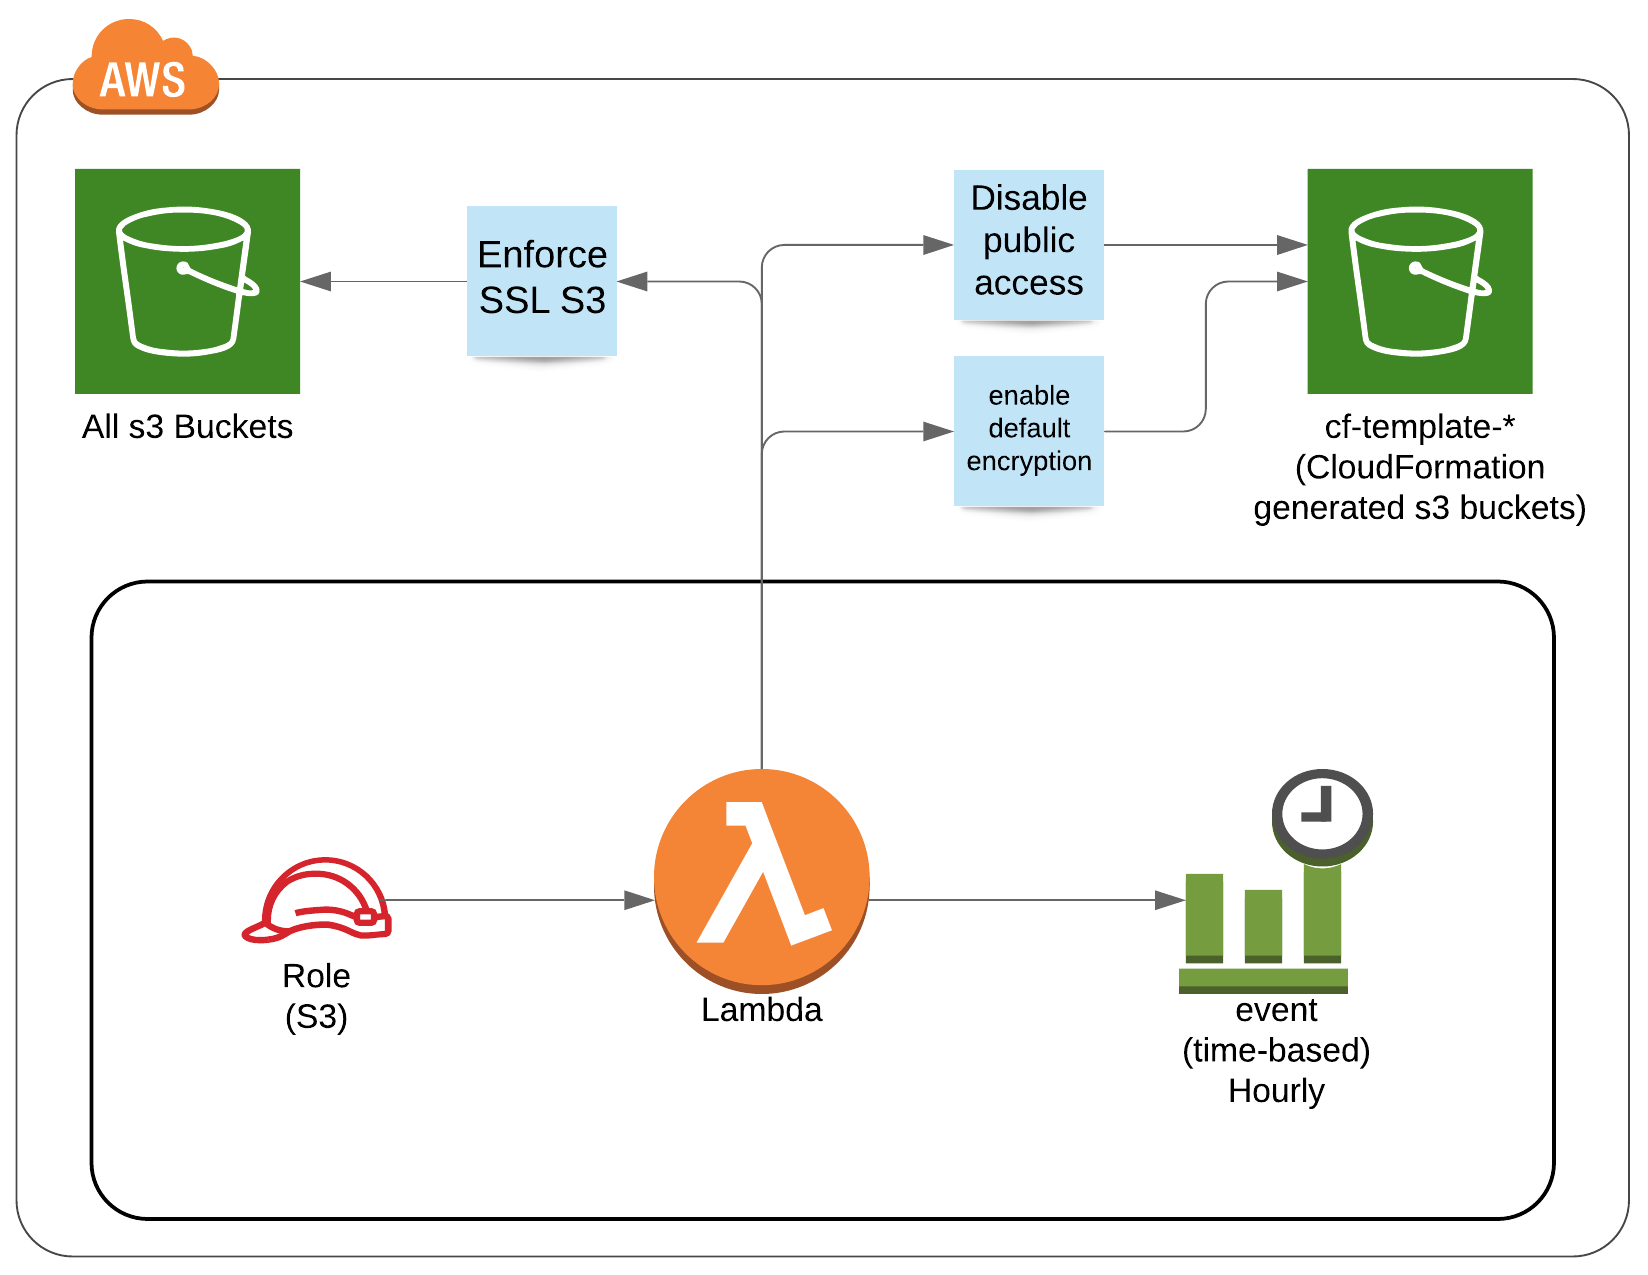 AWS
Enforce
SSL S3
Disable
public
access
enable
default
encryption
All s3 Buckets
cf-template-*
(CloudFormation
generated s3 buckets)
Role
(S3)
Lambda
event
(time-based)
Hourly